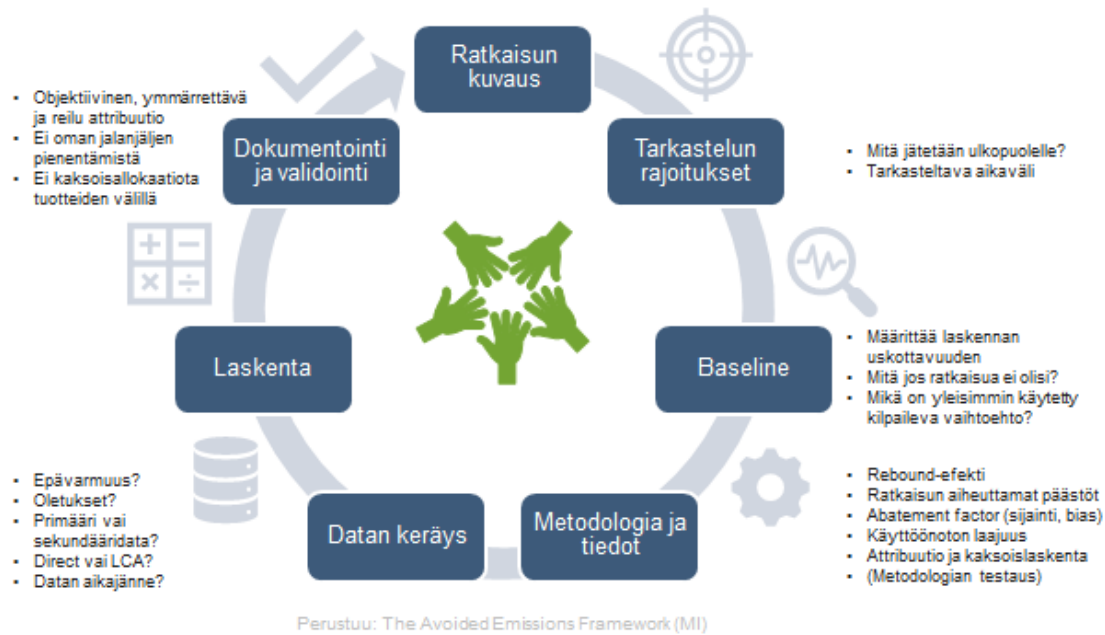 Ratkaisun
kuvaus
Tarkastelun
rajoitukset
• Mitä jätetään ulkopuolelle?
• Tarkasteltava aikaväli
Baseline
• Määrittää laskennan
uskottavuuden
• Mitä jos ratkaisua ei olisi?
• Mikä on yleisimmin käytetty
kilpaileva vaihtoehto?
Metodologia ja
tiedot
• Rebound-efekti
• Ratkaisun aiheuttamat päästöt
• Abatement factor (sijainti, bias)
• Käyttöönoton laajuus
• Attribuutio ja kaksoislaskenta
• (Metodologian testaus)
Datan keräys
• Epävarmuus?
• Oletukset?
• Primääri vai
sekundääridata?
• Direct vai LCA?
• Datan aikajänne?
Laskenta
Dokumentointi
ja validointi
• Objektiivinen, ymmärrettävä
ja reilu attribuutio
• Ei oman jalanjäljen
pienentämistä
• Ei kaksoisallokaatiota
tuotteiden välillä
Perustuu: The Avoided Emissions Framework (MI)